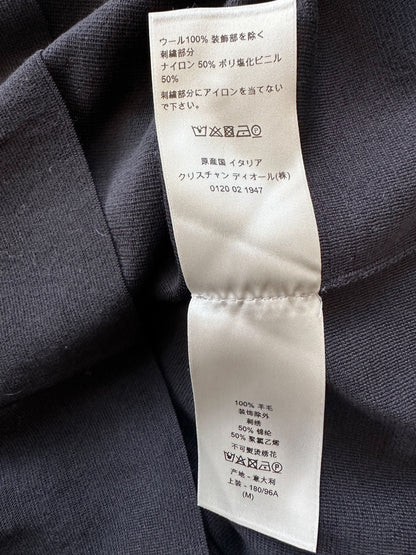 ウール100% 装飾部を除く
刺繍部分
ナイロン 50% ポリ塩化ビニル
50%
刺繍部分にアイロンを当てない
で下さい。
P
原産国 イタリア
クリスチャン ディオール(株)
0120 02 1947
100% 羊毛
装饰除外
刺绣
50% 锦纶
50% 聚氯乙烯
不可熨烫绣花
P
产地 - 意大利
上装 - 180/96A
(M)